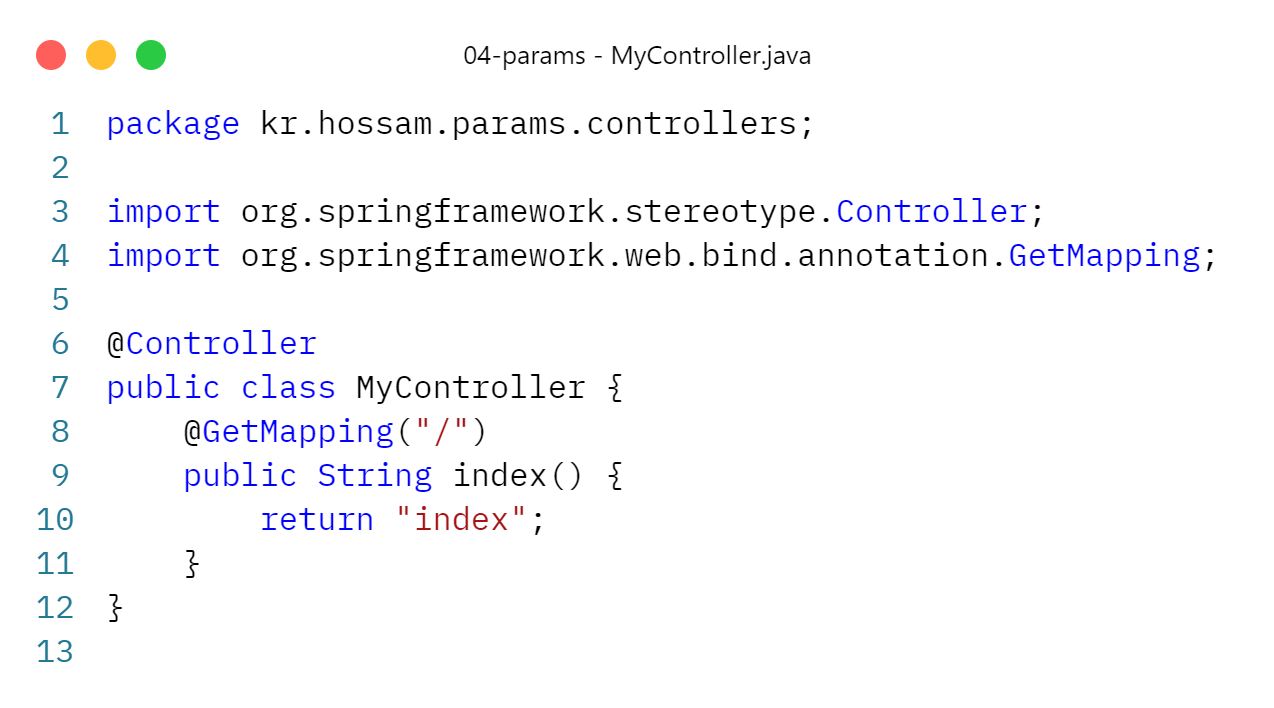 04-params - MyController.java
1 package kr.hossam.params.controllers;
2
3 import org.springframework.stereotype.Controller;
4 import org.springframework.web.bind.annotation.GetMapping;
5
6 @Controller
7 public class MyController {
8     @GetMapping("/")
9     public String index() {
10         return "index";
11     }
12 }
13